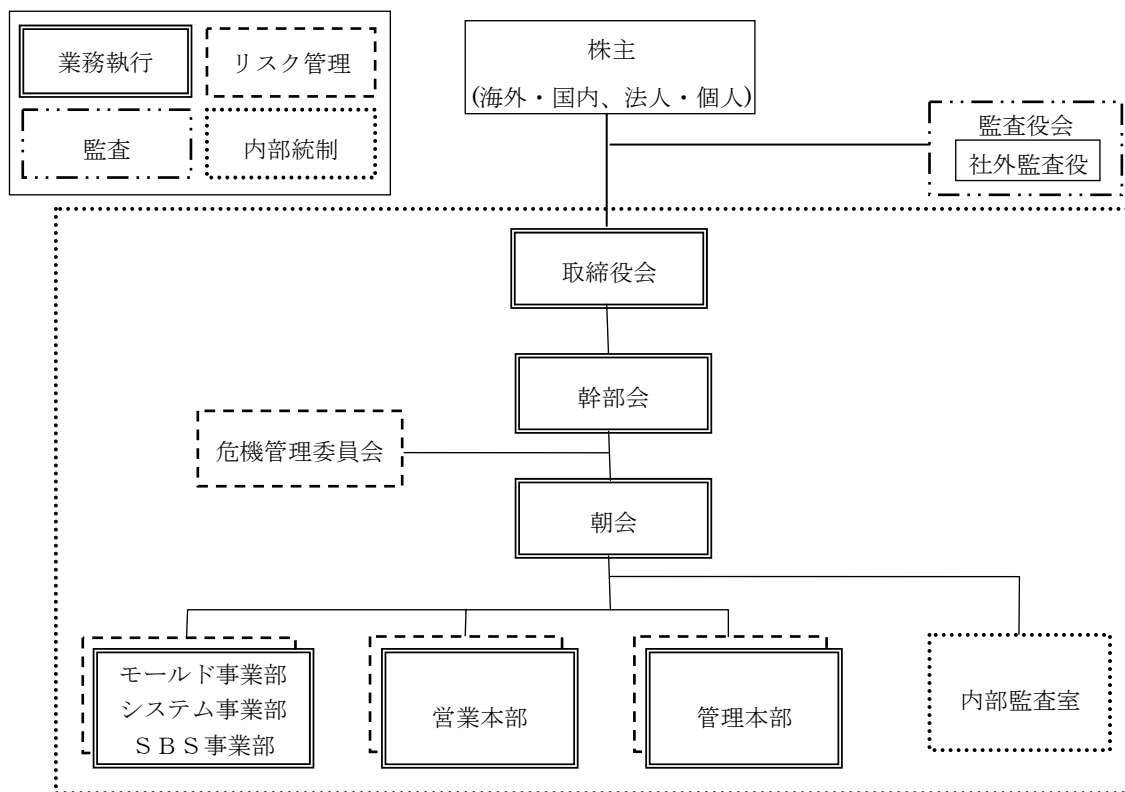 業務執行
リスク管理
監査
内部統制
株主
(海外・国内、法人・個人)
監査役会
社外監査役
取締役会
幹部会
危機管理委員会
朝会
モールド事業部
システム事業部
ＳＢＳ事業部
営業本部
管理本部
内部監査室